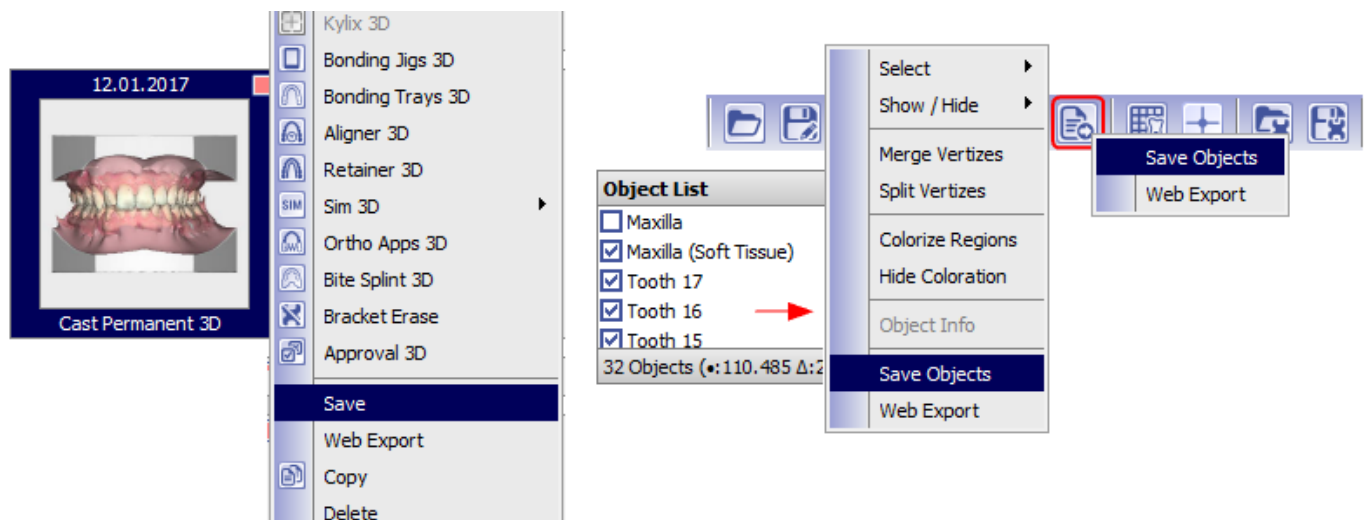 12.01.2017
Cast Permanent 3D
Kylix 3D
Bonding Jigs 3D
Bonding Trays 3D
Aligner 3D
Retainer 3D
SIM Sim 3D
Ortho Apps 3D
Bite Splint 3D
Bracket Erase
Approval 3D
Save
Web Export
Copy
Delete
Object List
Maxilla
Maxilla (Soft Tissue)
Tooth 17
Tooth 16
Tooth 15
32 Objects (•:110.485 Δ:2
Select
Show / Hide
Merge Vertizes
Split Vertizes
Colorize Regions
Hide Coloration
Object Info
Save Objects
Web Export
Save Objects
Web Export